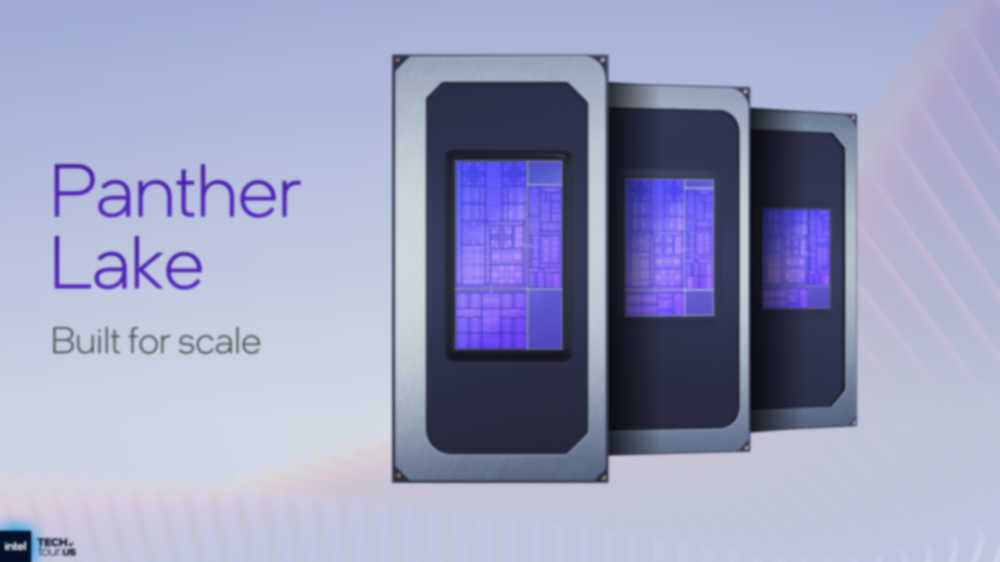 Panther
Lake
Built for scale
intel
TECH
tour.US